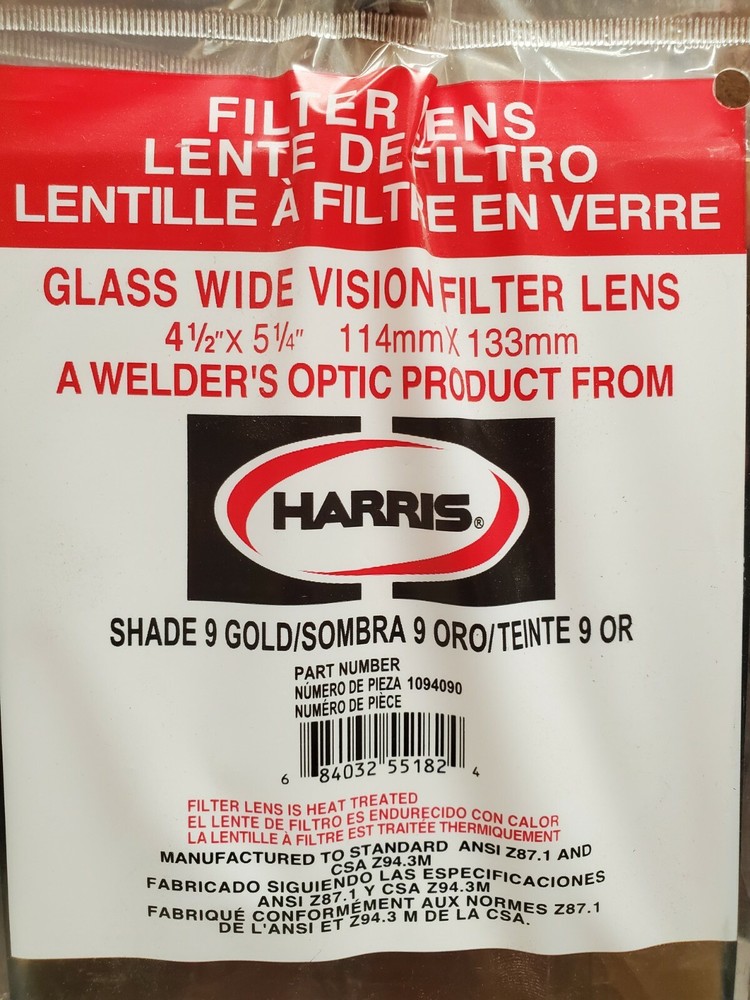 FILTER LENS
LENTE DE FILTRO
LENTILLE À FILTRE EN VERRE
GLASS WIDE VISION FILTER LENS
4½"X 5¼" 114mm X 133mm
A WELDER'S OPTIC PRODUCT FROM
HARRIS®
SHADE 9 GOLD/SOMBRA 9 ORO/TEINTE 9 OR
PART NUMBER
NÚMERO DE PIEZA 1094090
NUMÉRO DE PIÈCE
6 84032 55182 4
FILTER LENS IS HEAT TREATED
EL LENTE DE FILTRO ES ENDURECIDO CON CALOR
LA LENTILLE À FILTRE EST TRAITÉE THERMIQUEMENT
MANUFACTURED TO STANDARD ANSI Z87.1 AND
CSA Z94.3M
FABRICADO SIGUIENDO LAS ESPECIFICACIONES
ANSI Z87.1 Y CSA Z94.3M
FABRIQUÉ CONFORMÉMENT AUX NORMES Z87.1
DE L'ANSI ET Z94.3 M DE LA CSA.